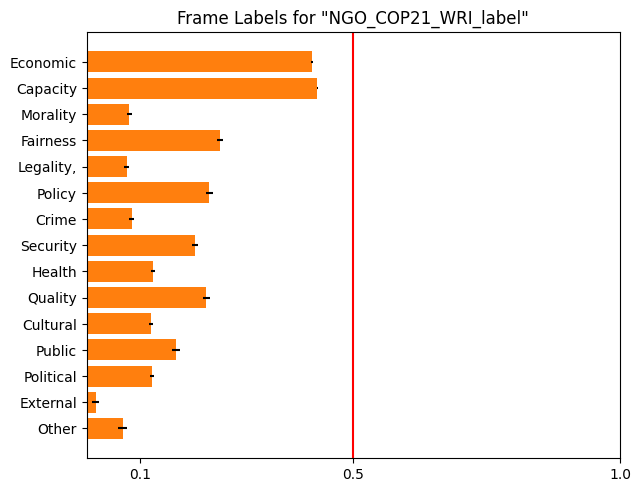 Frame Labels for "NGO_COP21_WRI_label"
Economic
Capacity
Morality
Fairness
Legality,
Policy
Crime
Security
Health
Quality
Cultural
Public
Political
External
Other
0.1 0.5 1.0